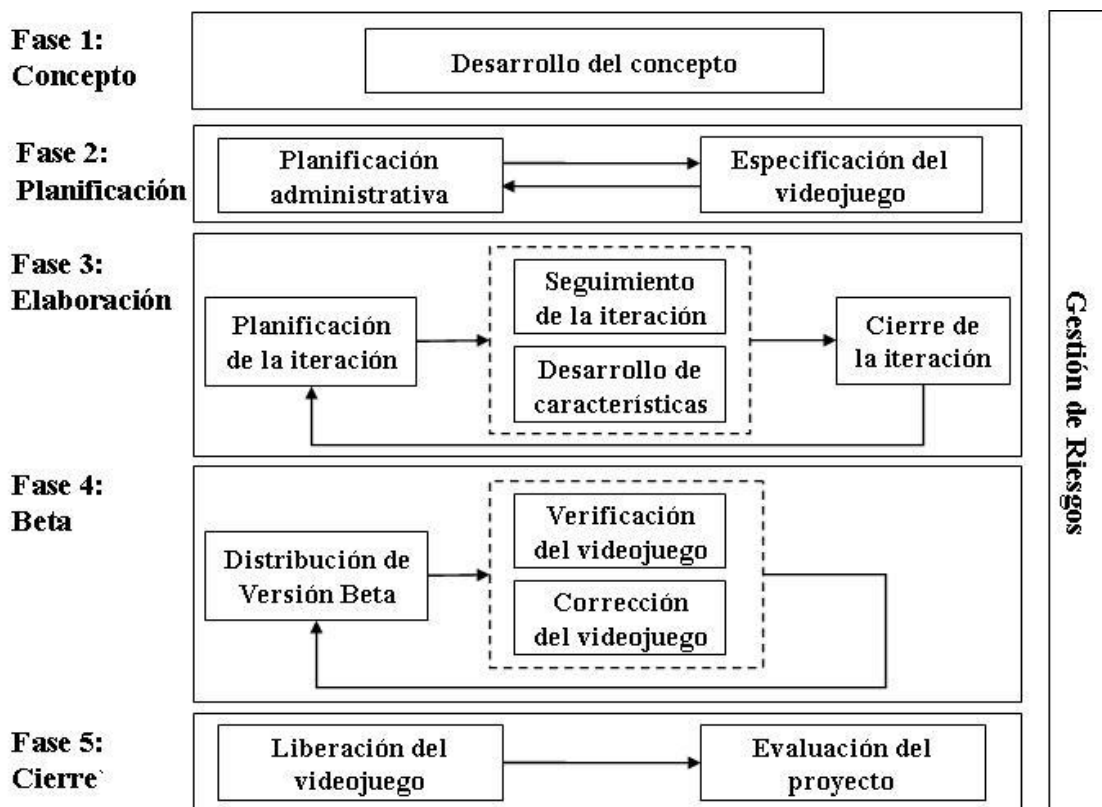 Fase 1:
Concepto
Desarrollo del concepto
Fase 2:
Planificación
Planificación
administrativa
Especificación del
videojuego
Fase 3:
Elaboración
Planificación
de la iteración
Seguimiento
de la iteración
Desarrollo de
características
Cierre de
la iteración
Fase 4:
Beta
Distribución de
Versión Beta
Verificación
del videojuego
Corrección
del videojuego
Fase 5:
Cierre`
Liberación del
videojuego
Evaluación del
proyecto
Gestión de Riesgos